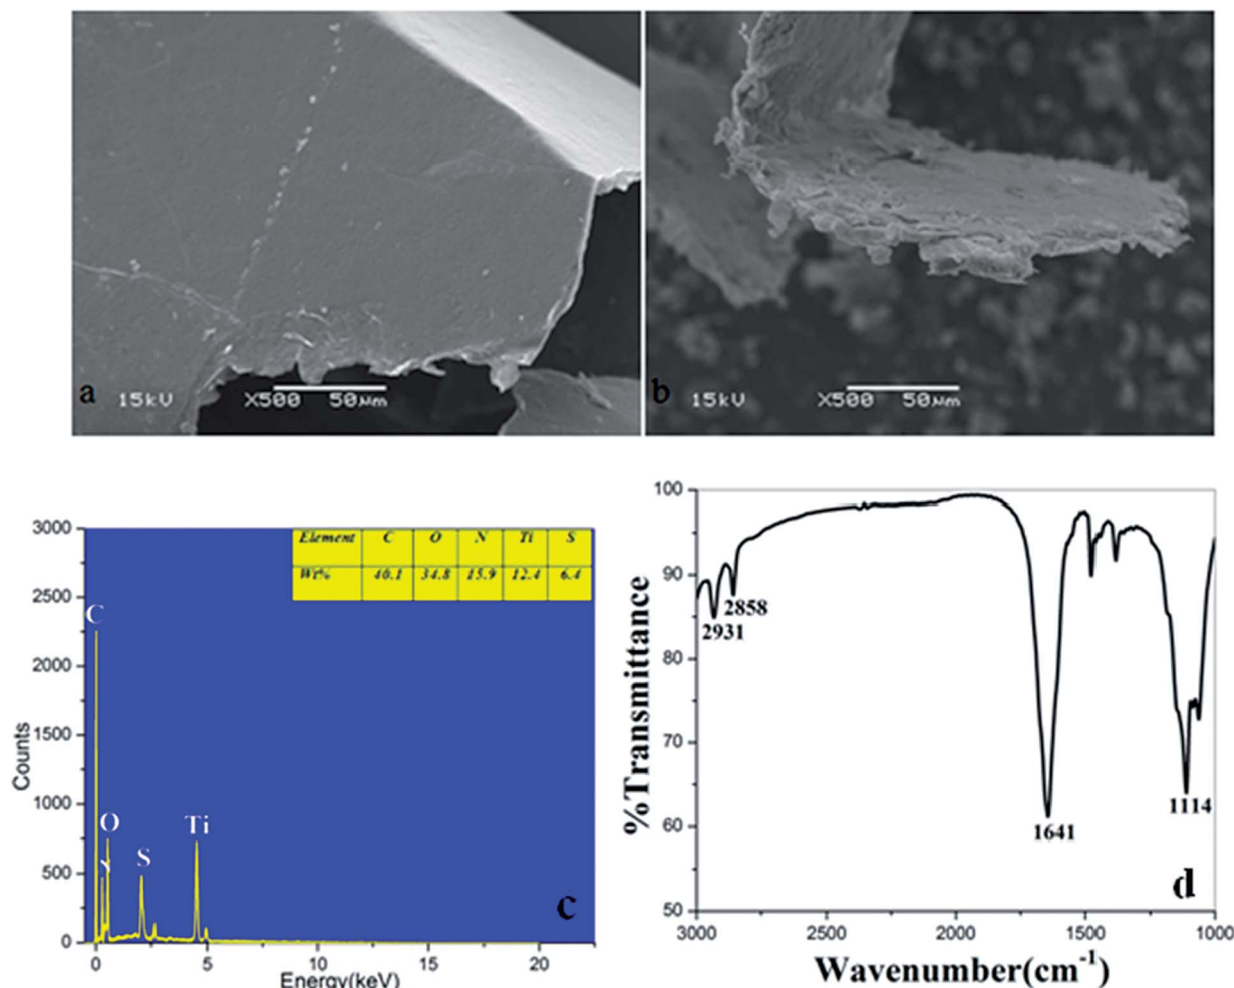 a 15kV X500 50µm
b 15kV X500 50µm
3000
2500
2000
1500
1000
500
0
Counts
Element C O N Ti S
Wt% 40.1 34.8 15.9 12.4 6.4
C
O
S
Ti
c
0 5 10 15 20
Energy(keV)
100
90
80
70
60
50
%Transmittance
2858
2931
1641
1114
d
3000 2500 2000 1500 1000
Wavenumber(cm-1)